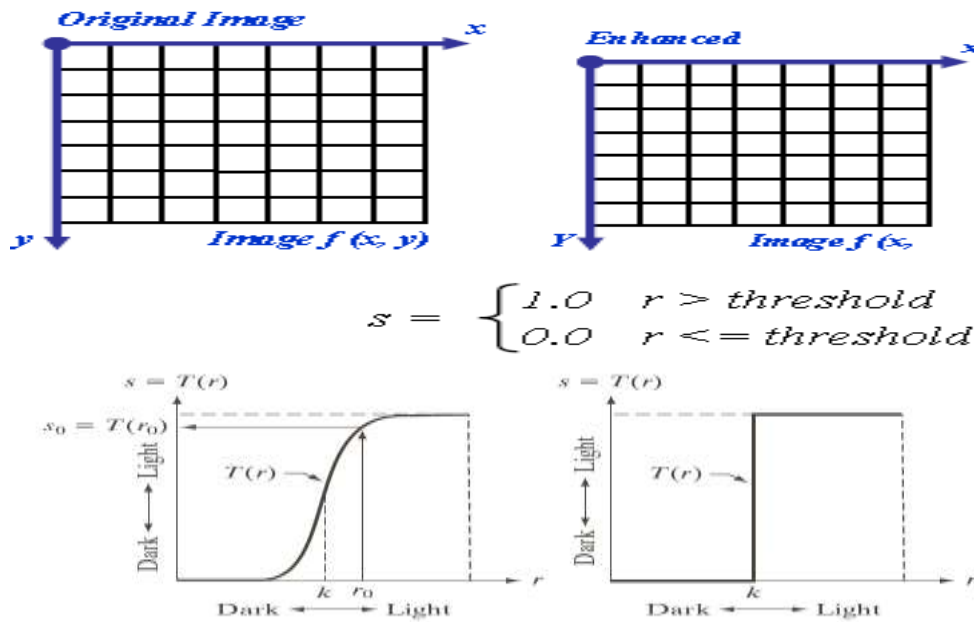 Original Image
x
y
Image f (x, y)
Enhanced
x
Y
Image f (x,
s = { 1.0 r > threshold
0.0 r <= threshold
s = T(r)
s₀ = T(r₀)
T(r)
Dark ↔ Light
k r₀ r
Dark ↔ Light
s = T(r)
T(r)
Dark ↔ Light
k r
Dark ↔ Light